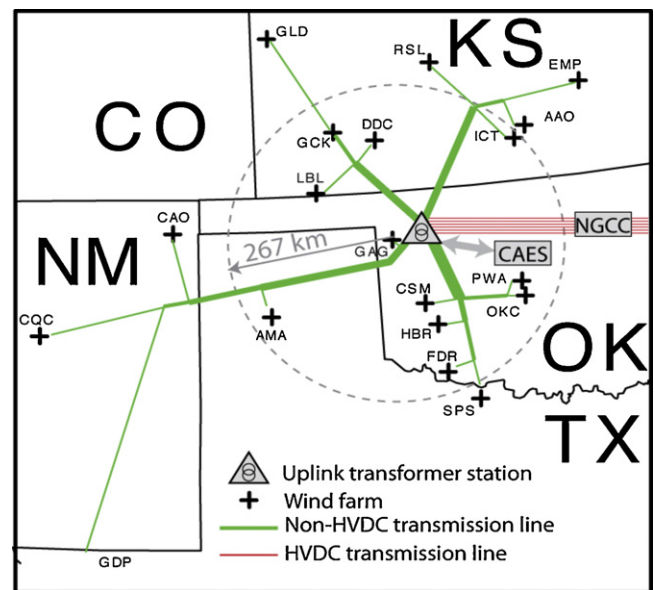 GLD
KS
RSL
EMP
CO
DDC
GCK
AAO
ICT
LBL
CAO
NGCC
NM
267 km
GAG
CAES
PWA
CSM
OKC
CQC
AMA
HBR
OK
FDR
SPS
TX
Uplink transformer station
Wind farm
Non-HVDC transmission line
HVDC transmission line
GDP